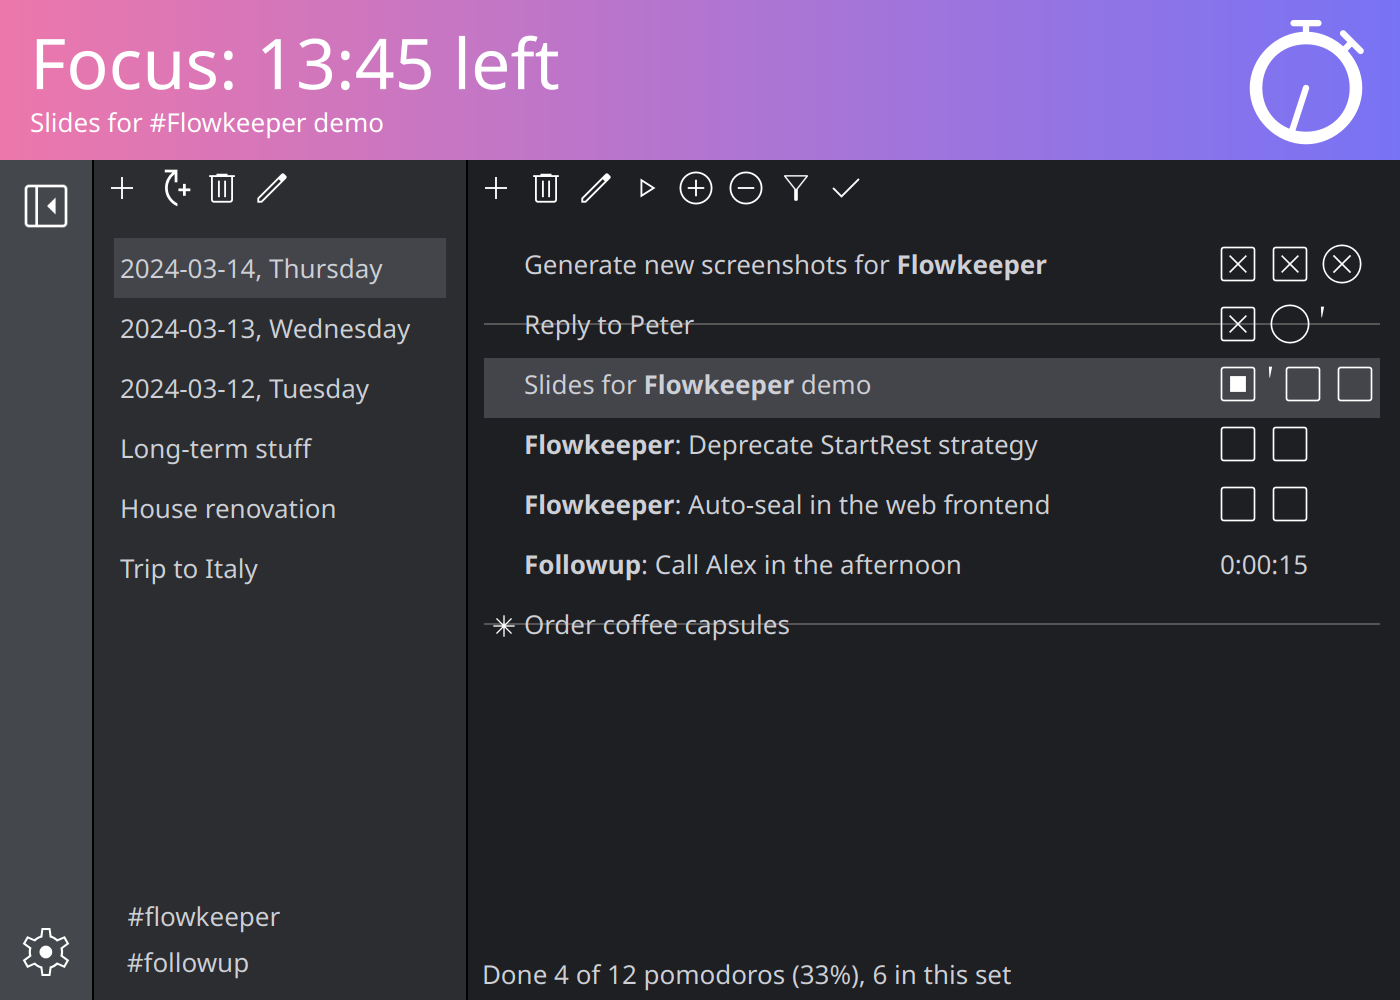 Focus: 13:45 left
Slides for #Flowkeeper demo
2024-03-14, Thursday
2024-03-13, Wednesday
2024-03-12, Tuesday
Long-term stuff
House renovation
Trip to Italy
#flowkeeper
#followup
Generate new screenshots for Flowkeeper
Reply to Peter '
Slides for Flowkeeper demo '
Flowkeeper: Deprecate StartRest strategy
Flowkeeper: Auto-seal in the web frontend
Followup: Call Alex in the afternoon 0:00:15
Order coffee capsules
Done 4 of 12 pomodoros (33%), 6 in this set